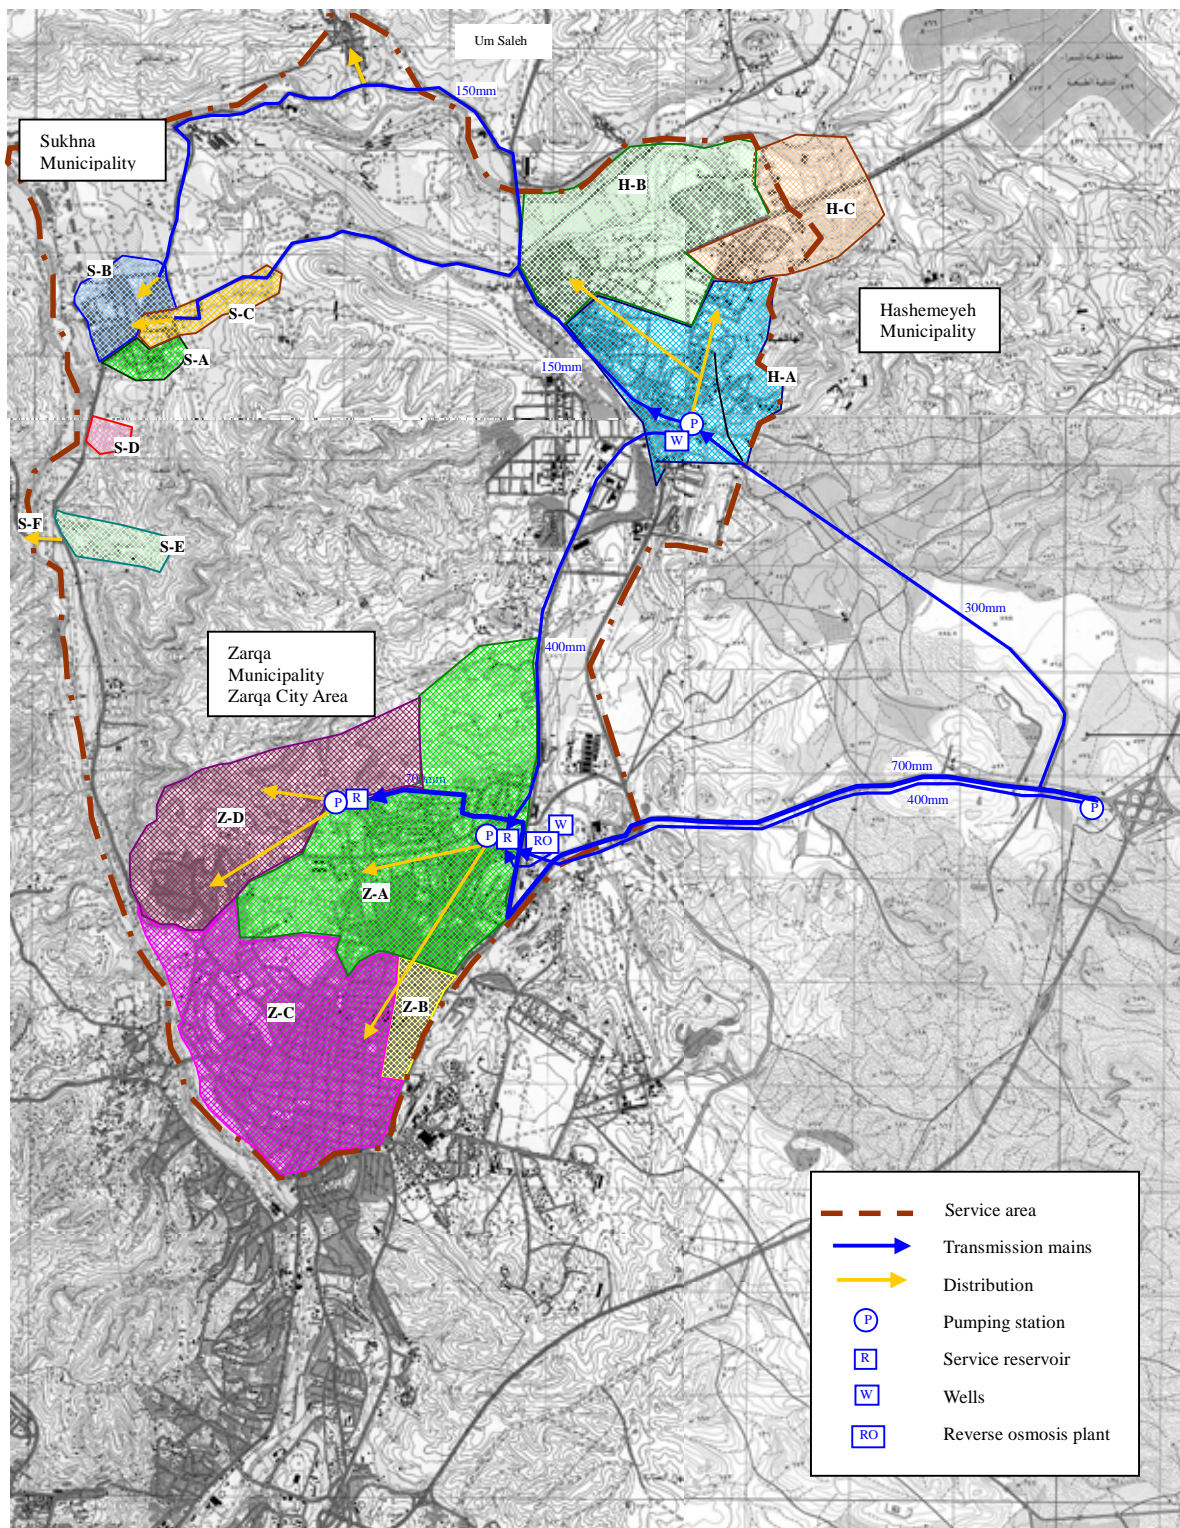 Um Saleh
150mm
Sukhna
Municipality
H-B
H-C
S-B
S-C
Hashemeyeh
Municipality
S-A
150mm
H-A
P
W
S-D
S-F
S-E
300mm
Zarqa
Municipality
Zarqa City Area
400mm
700mm
700mm
400mm
P
R
P
Z-D
W
P
R
RO
Z-A
Z-B
Z-C
Service area
Transmission mains
Distribution
P
Pumping station
R
Service reservoir
W
Wells
RO
Reverse osmosis plant